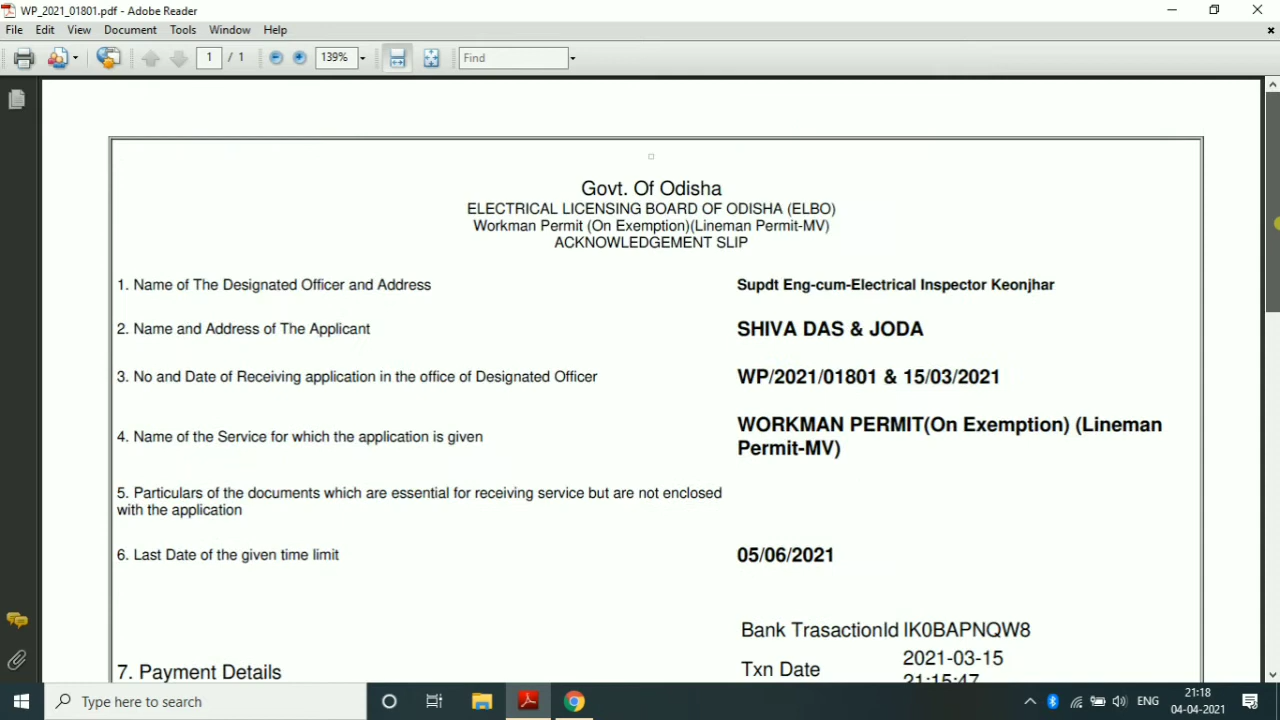 WP_2021_01801.pdf - Adobe Reader
File Edit View Document Tools Window Help
1 / 1 139% Find
Govt. Of Odisha
ELECTRICAL LICENSING BOARD OF ODISHA (ELBO)
Workman Permit (On Exemption)(Lineman Permit-MV)
ACKNOWLEDGEMENT SLIP
1. Name of The Designated Officer and Address Supdt Eng-cum-Electrical Inspector Keonjhar
2. Name and Address of The Applicant SHIVA DAS & JODA
3. No and Date of Receiving application in the office of Designated Officer WP/2021/01801 & 15/03/2021
4. Name of the Service for which the application is given WORKMAN PERMIT(On Exemption) (Lineman
Permit-MV)
5. Particulars of the documents which are essential for receiving service but are not enclosed
with the application
6. Last Date of the given time limit 05/06/2021
Bank TrasactionId IK0BAPNQW8
7. Payment Details Txn Date 2021-03-15
21:15:47
Type here to search ENG 21:18
04-04-2021